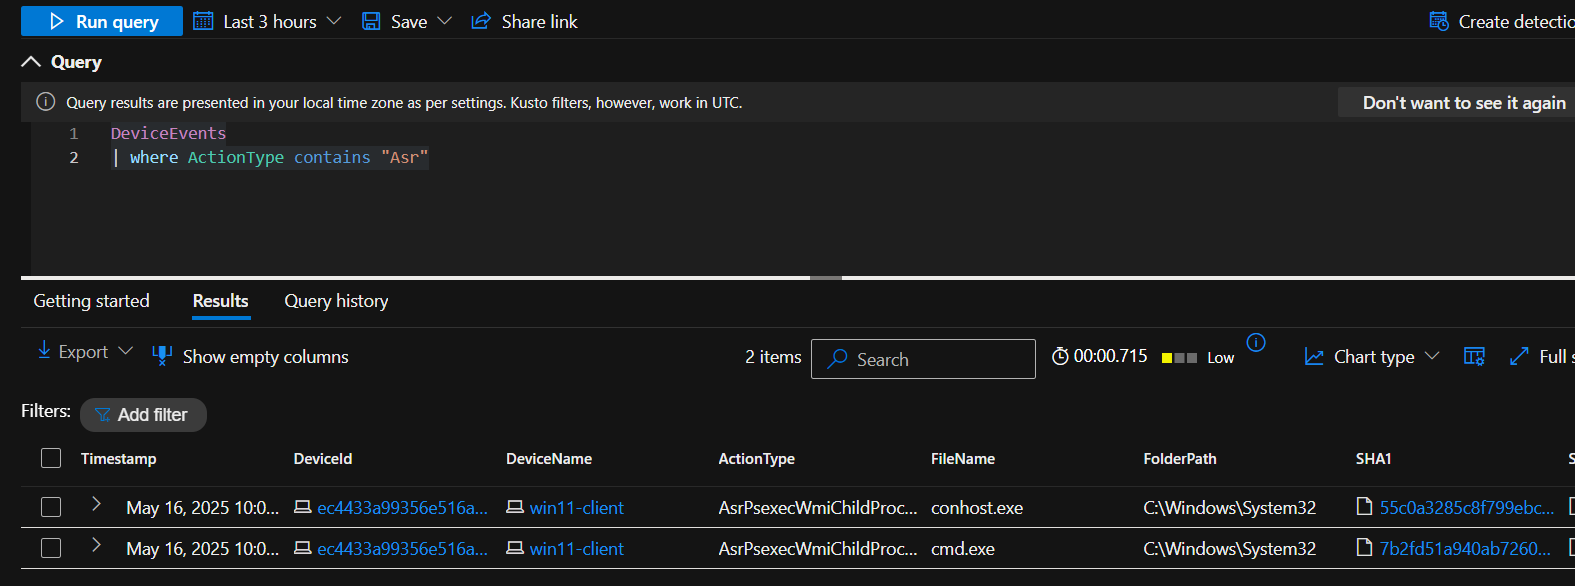 Run query Last 3 hours Save Share link Create detectio
Query
Query results are presented in your local time zone as per settings. Kusto filters, however, work in UTC. Don't want to see it again
1 DeviceEvents
2 | where ActionType contains "Asr"
Getting started Results Query history
Export Show empty columns 2 items Search 00:00.715 Low Chart type Full s
Filters: Add filter
Timestamp DeviceId DeviceName ActionType FileName FolderPath SHA1 S
May 16, 2025 10:0... ec4433a99356e516a... win11-client AsrPsexecWmiChildProc... conhost.exe C:\Windows\System32 55c0a3285c8f799ebc...
May 16, 2025 10:0... ec4433a99356e516a... win11-client AsrPsexecWmiChildProc... cmd.exe C:\Windows\System32 7b2fd51a940ab7260...